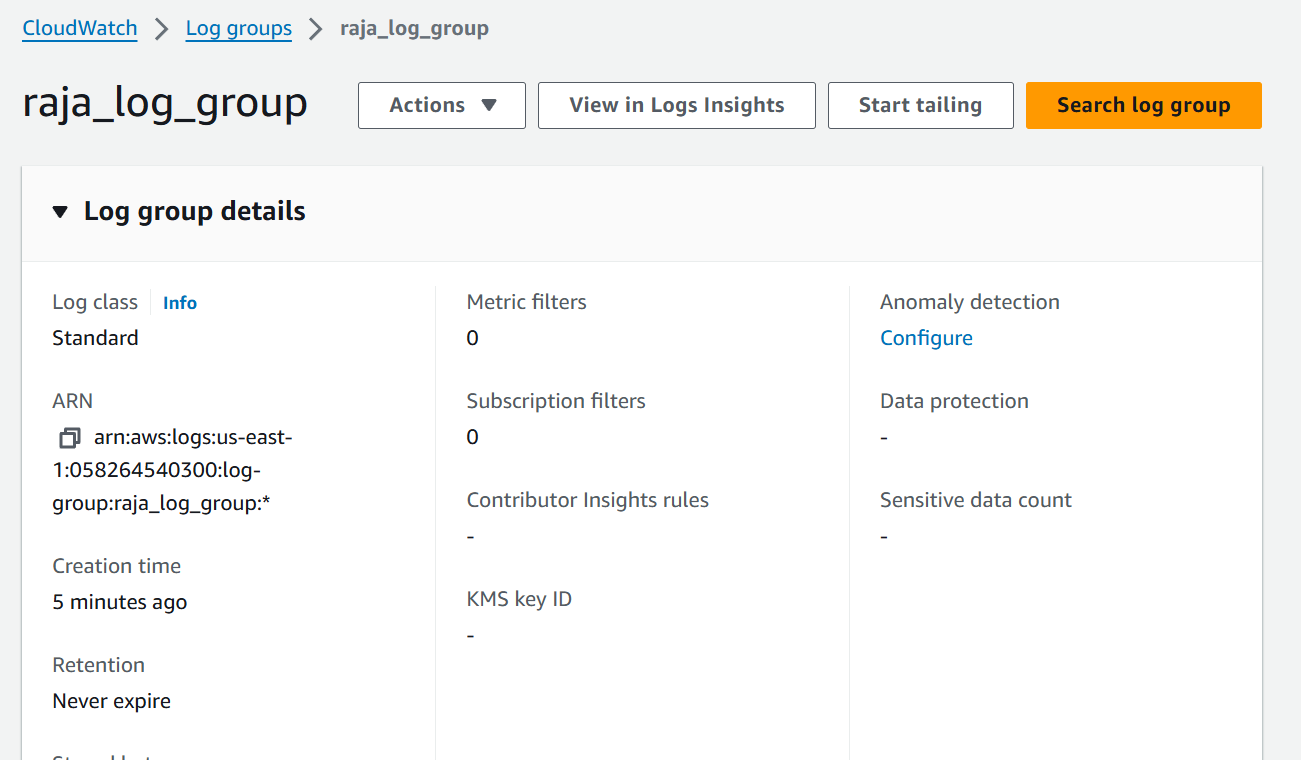 CloudWatch > Log groups > raja_log_group
raja_log_group
Actions ▼
View in Logs Insights
Start tailing
Search log group
▼ Log group details
Log class
Info
Standard
ARN
arn:aws:logs:us-east-
1:058264540300:log-
group:raja_log_group:*
Creation time
5 minutes ago
Retention
Never expire
Metric filters
0
Subscription filters
0
Contributor Insights rules
-
KMS key ID
-
Anomaly detection
Configure
Data protection
-
Sensitive data count
-